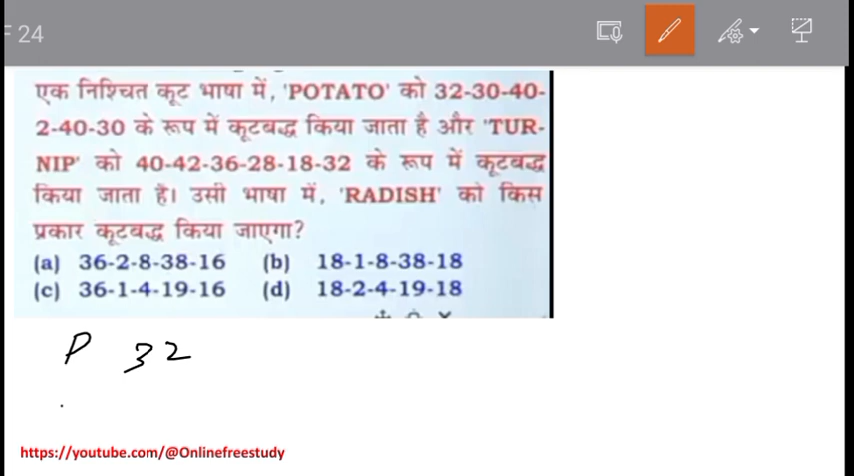 F 24
एक निश्चित कूट भाषा में, 'POTATO' को 32-30-40-
2-40-30 के रूप में कूटबद्ध किया जाता है और 'TUR-
NIP' को 40-42-36-28-18-32 के रूप में कूटबद्ध
किया जाता है। उसी भाषा में, 'RADISH' को किस
प्रकार कूटबद्ध किया जाएगा?
(a) 36-2-8-38-16 (b) 18-1-8-38-18
(c) 36-1-4-19-16 (d) 18-2-4-19-18
P 32
https://youtube.com/@Onlinefreestudy